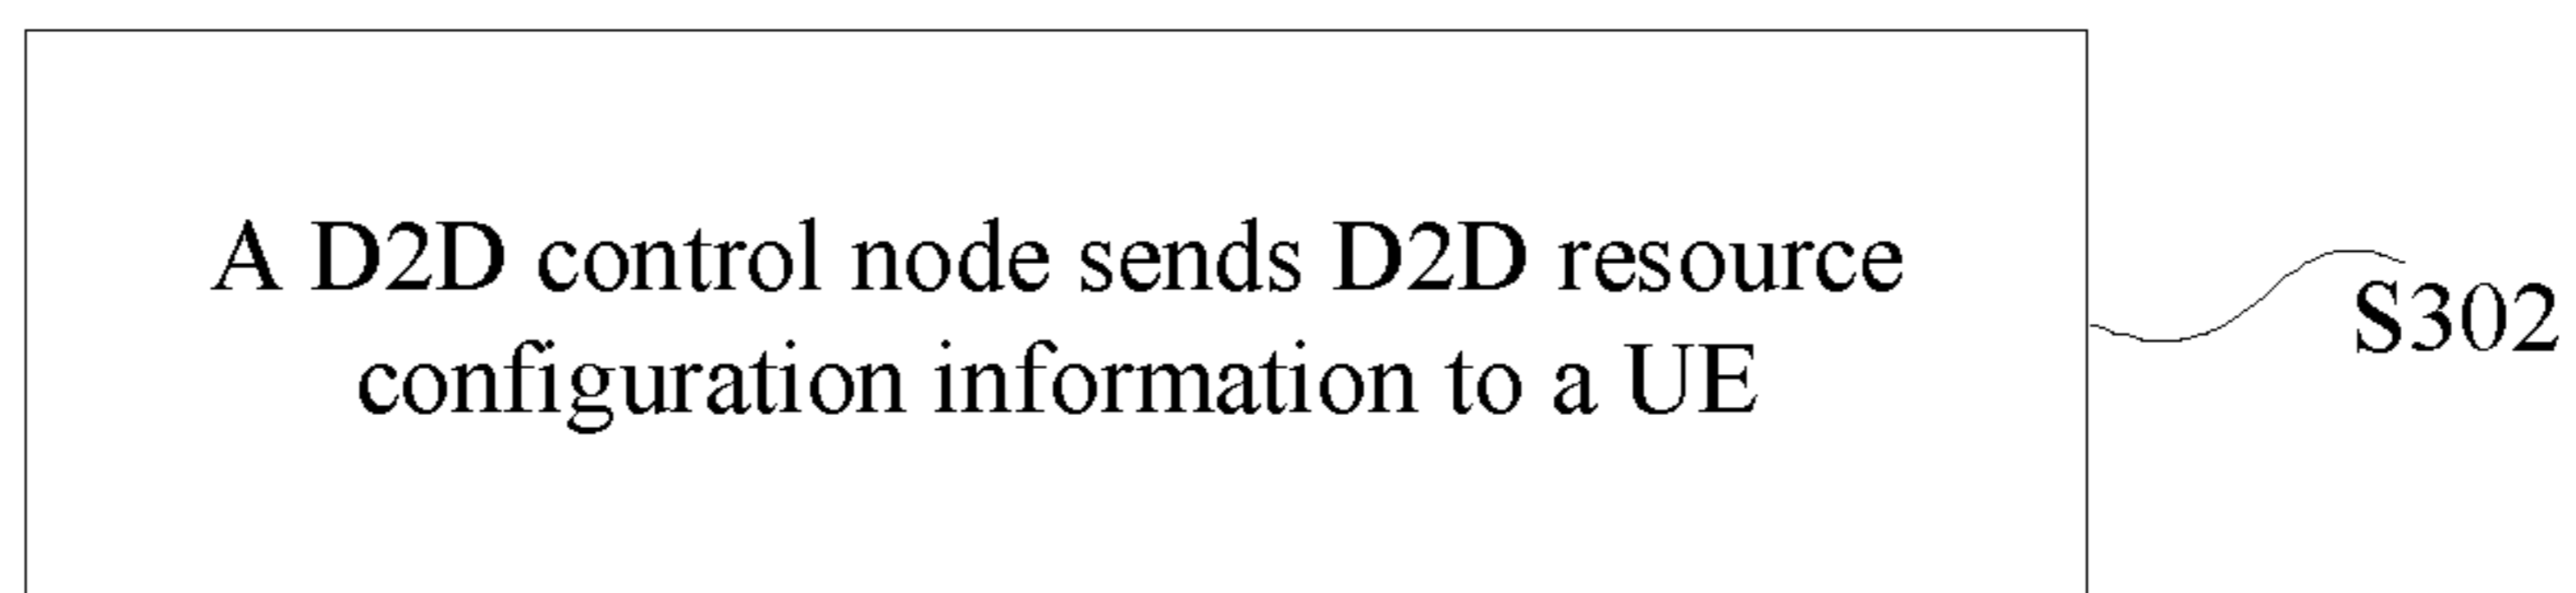 A D2D control node sends D2D resource
configuration information to a UE
S302